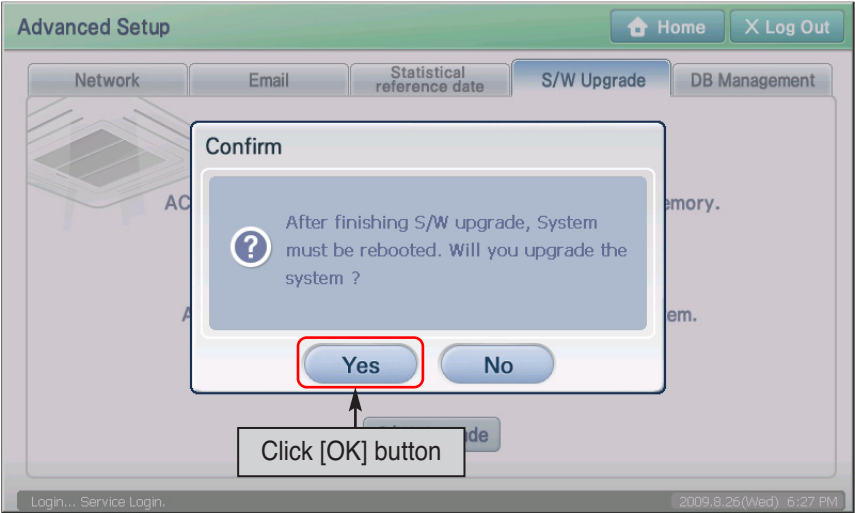 Advanced Setup
Home
X Log Out
Network
Email
Statistical
reference date
S/W Upgrade
DB Management
Confirm
AC
emory.
After finishing S/W upgrade, System
must be rebooted. Will you upgrade the
system ?
A
em.
Yes
No
de
Click [OK] button
Login... Service Login.
2009.8.26(Wed) 6:27 PM